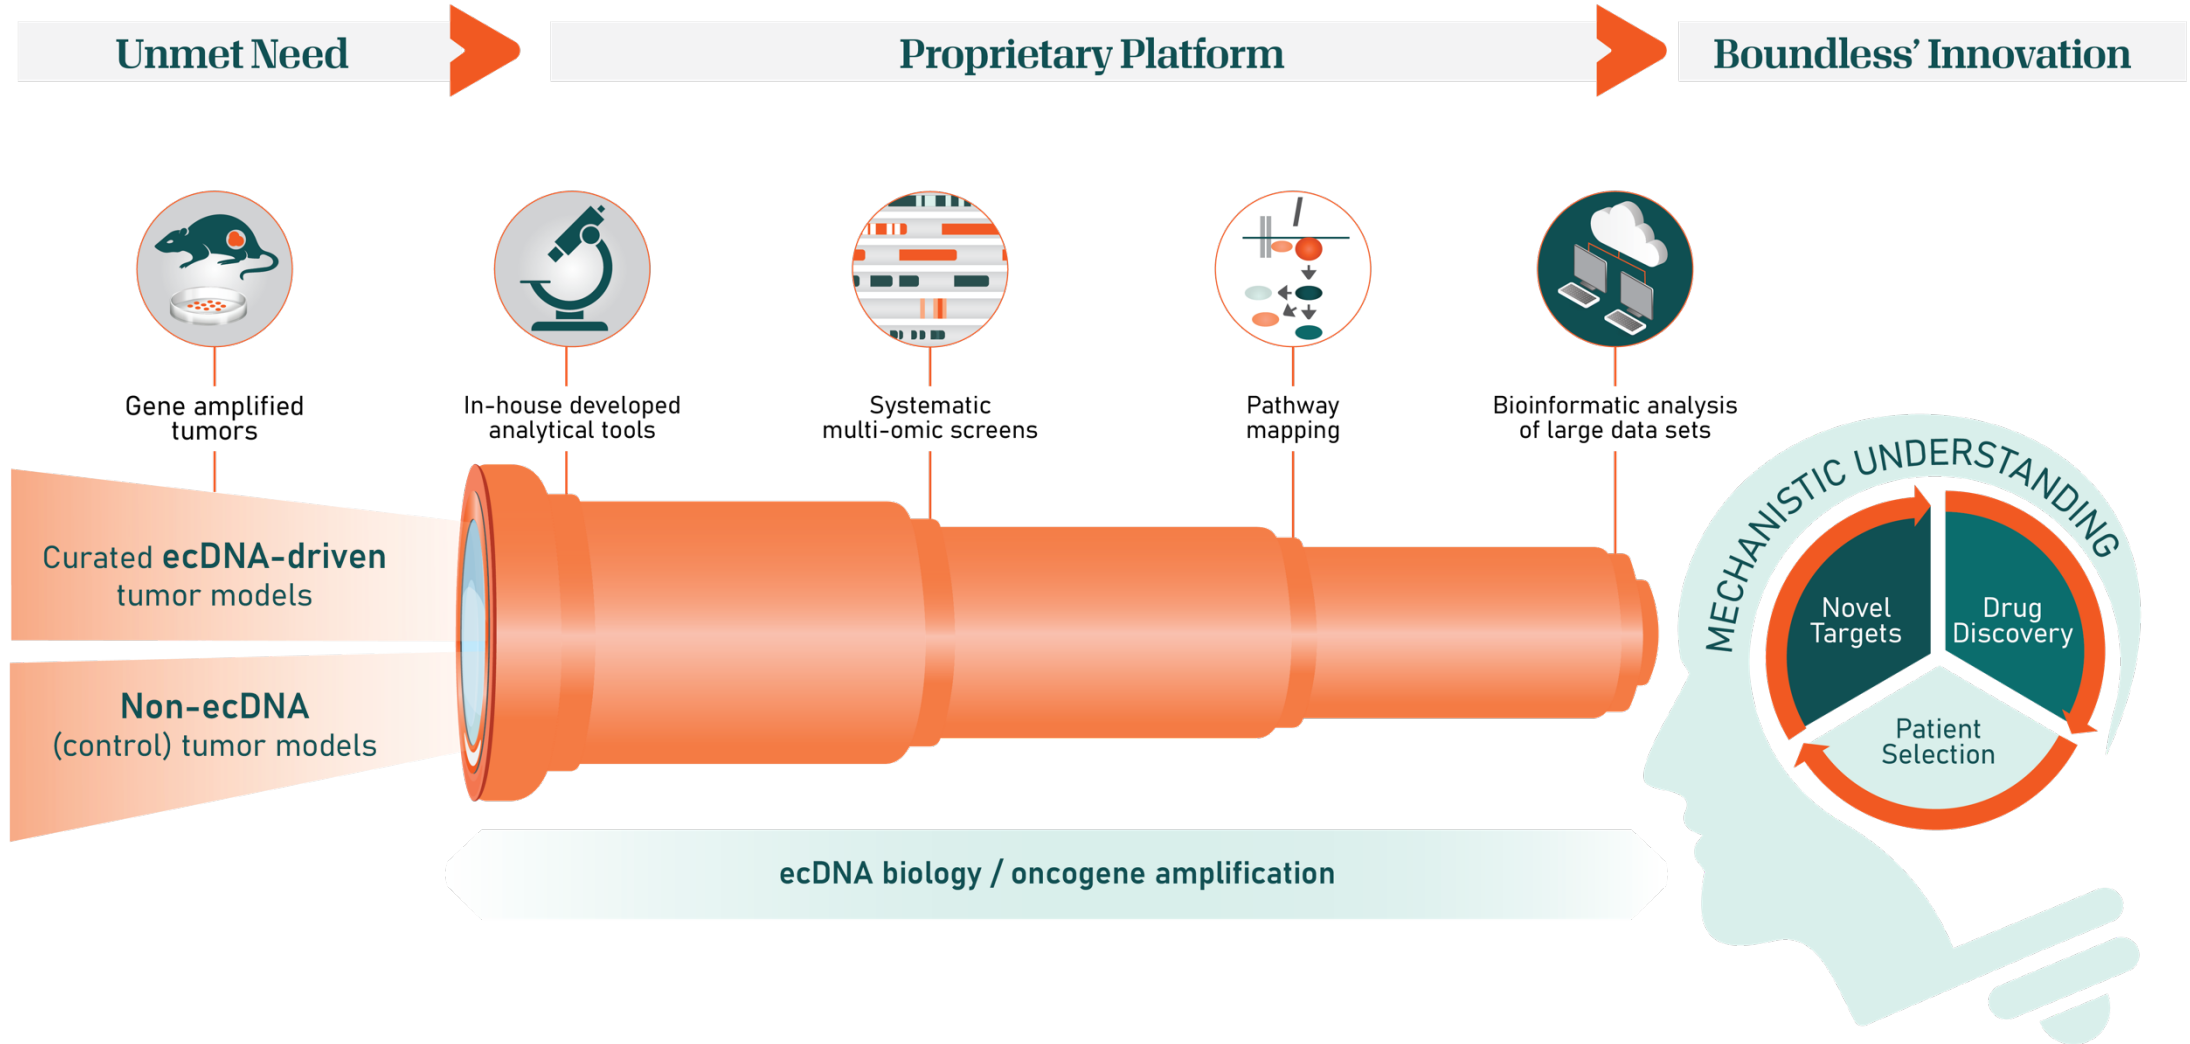 Unmet Need
Proprietary Platform
Boundless’ Innovation
Gene amplified
tumors
In-house developed
analytical tools
Systematic
multi-omic screens
Pathway
mapping
Bioinformatic analysis
of large data sets
Curated ecDNA-driven
tumor models
Non-ecDNA
(control) tumor models
MECHANISTIC UNDERSTANDING
Novel
Targets
Drug
Discovery
Patient
Selection
ecDNA biology / oncogene amplification